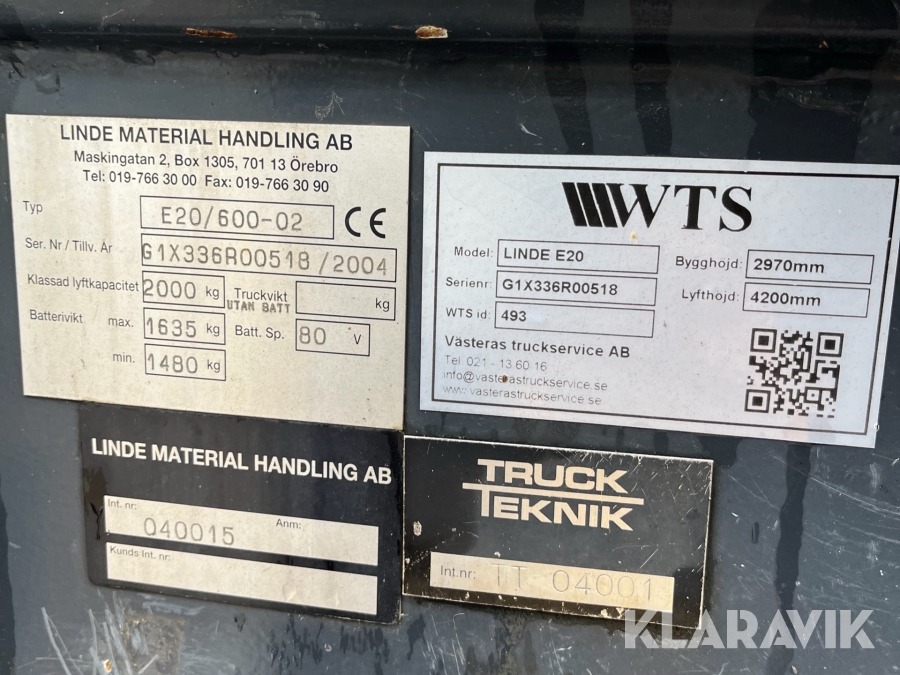 LINDE MATERIAL HANDLING AB
Maskingatan 2, Box 1305, 701 13 Örebro
Tel: 019-766 30 00 Fax: 019-766 30 90
Typ E20/600-02 CE
Ser. Nr / Tillv. År G1X336R00518 / 2004
Klassad lyftkapacitet 2000 kg Truckvikt kg
UTAN BATT
Batterivikt. max. 1635 kg Batt. Sp. 80 V
min. 1480 kg
WTS
Model: LINDE E20
Serienr: G1X336R00518
WTS id: 493
Bygghojd: 2970mm
Lyfthojd: 4200mm
Västeras truckservice AB
Tel 021 - 13 60 16
info@vasterastruckservice.se
www.vasterastruckservice.se
LINDE MATERIAL HANDLING AB
Int. nr: 040015 Anm:
Kunds Int. nr:
TRUCK
TEKNIK
Int.nr: TT 04001
KLARAVIK